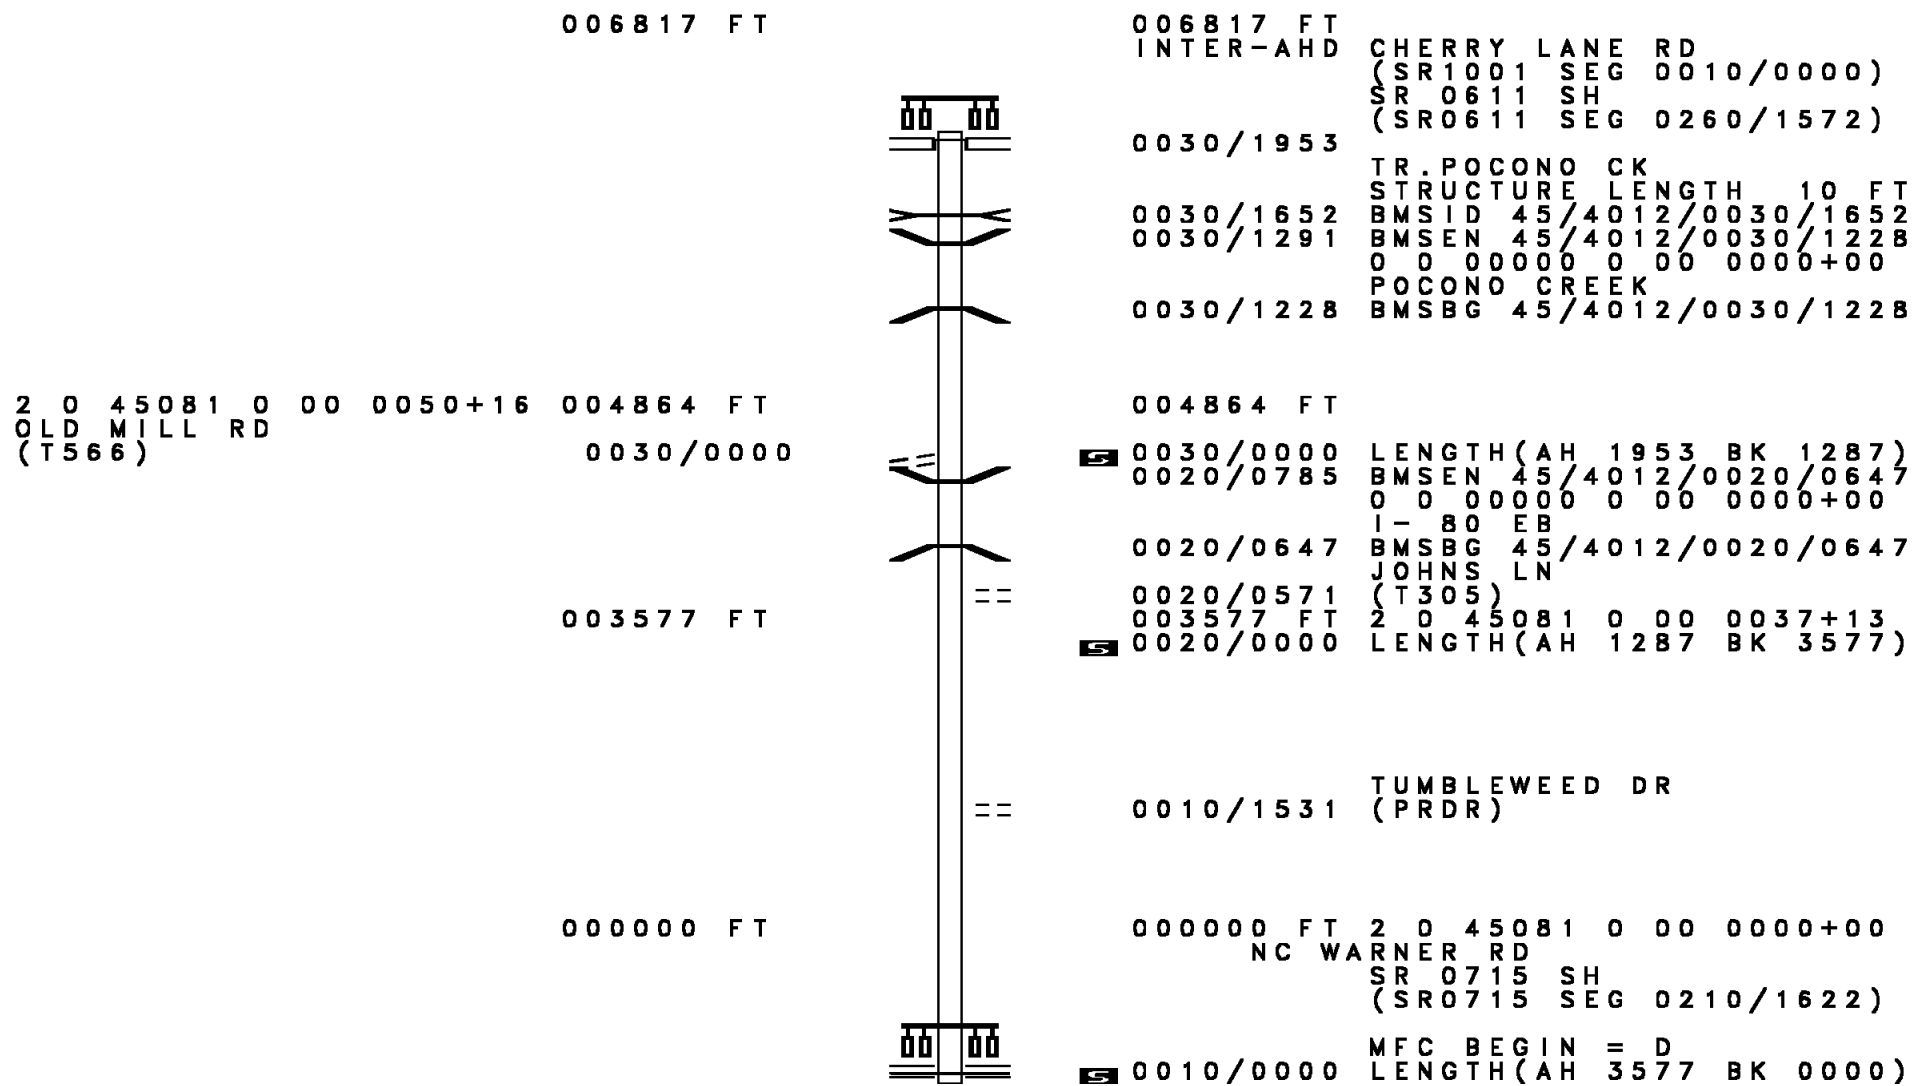 006817 FT 006817 FT
INTER-AHD CHERRY LANE RD
(SR1001 SEG 0010/0000)
SR 0611 SH
(SR0611 SEG 0260/1572)
0030/1953
TR.POCONO CK
STRUCTURE LENGTH 10 FT
0030/1652 BMSID 45/4012/0030/1652
0030/1291 BMSEN 45/4012/0030/1228
0 0 00000 0 00 0000+00
POCONO CREEK
0030/1228 BMSBG 45/4012/0030/1228
2 0 45081 0 00 0050+16 004864 FT 004864 FT
OLD MILL RD
(T566) 0030/0000 S 0030/0000 LENGTH(AH 1953 BK 1287)
0020/0785 BMSEN 45/4012/0020/0647
0 0 00000 0 00 0000+00
I- 80 EB
0020/0647 BMSBG 45/4012/0020/0647
JOHNS LN
0020/0571 (T305)
003577 FT 003577 FT 2 0 45081 0 00 0037+13
S 0020/0000 LENGTH(AH 1287 BK 3577)
TUMBLEWEED DR
0010/1531 (PRDR)
000000 FT 000000 FT 2 0 45081 0 00 0000+00
NC WARNER RD
SR 0715 SH
(SR0715 SEG 0210/1622)
MFC BEGIN = D
S 0010/0000 LENGTH(AH 3577 BK 0000)